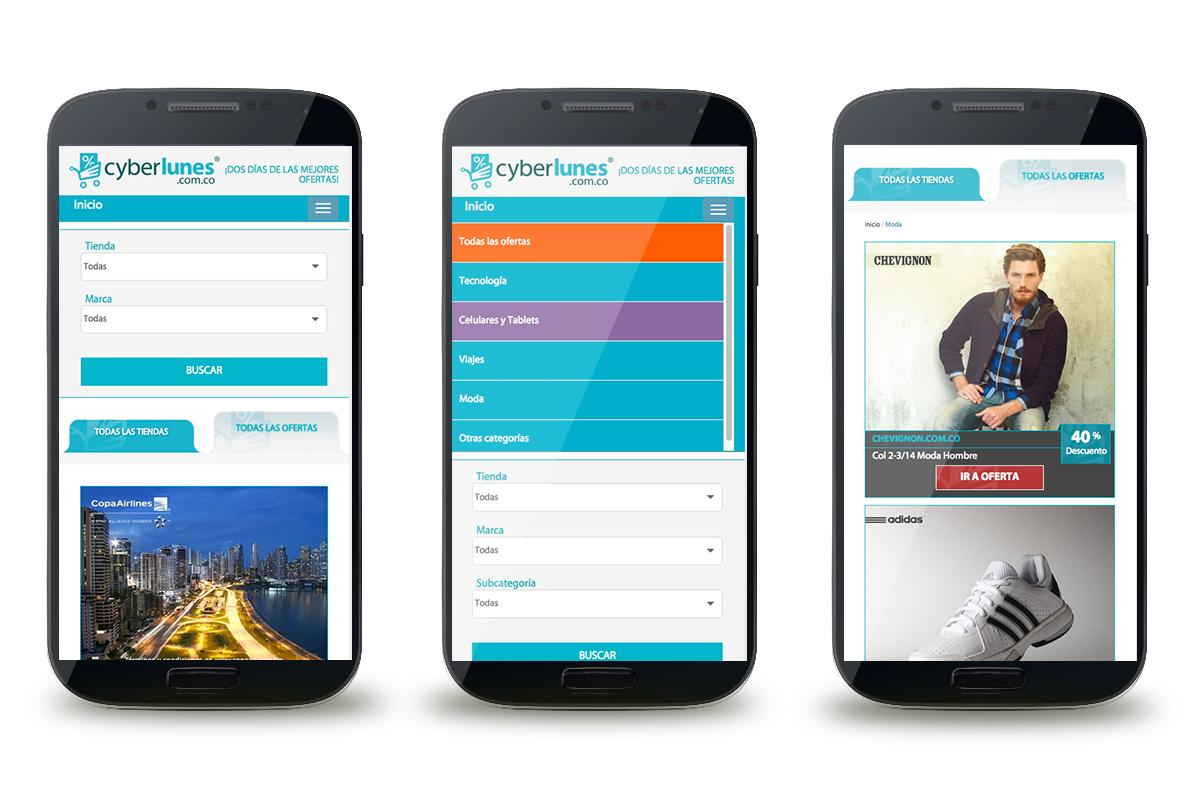 cyberlunes®
.com.co
¡DOS DÍAS DE LAS MEJORES
OFERTAS!
Inicio
Tienda
Todas
Marca
Todas
BUSCAR
TODAS LAS TIENDAS
TODAS LAS OFERTAS
CopaAirlines
A STAR ALLIANCE MEMBER
cyberlunes®
.com.co
¡DOS DÍAS DE LAS MEJORES
OFERTAS!
Inicio
Todas las ofertas
Tecnología
Celulares y Tablets
Viajes
Moda
Otras categorías
Tienda
Todas
Marca
Todas
Subcategoría
Todas
BUSCAR
TODAS LAS TIENDAS
TODAS LAS OFERTAS
Inicio / Moda
CHEVIGNON
CHEVIGNON.COM.CO
40 %
Descuento
Col 2-3/14 Moda Hombre
IR A OFERTA
adidas